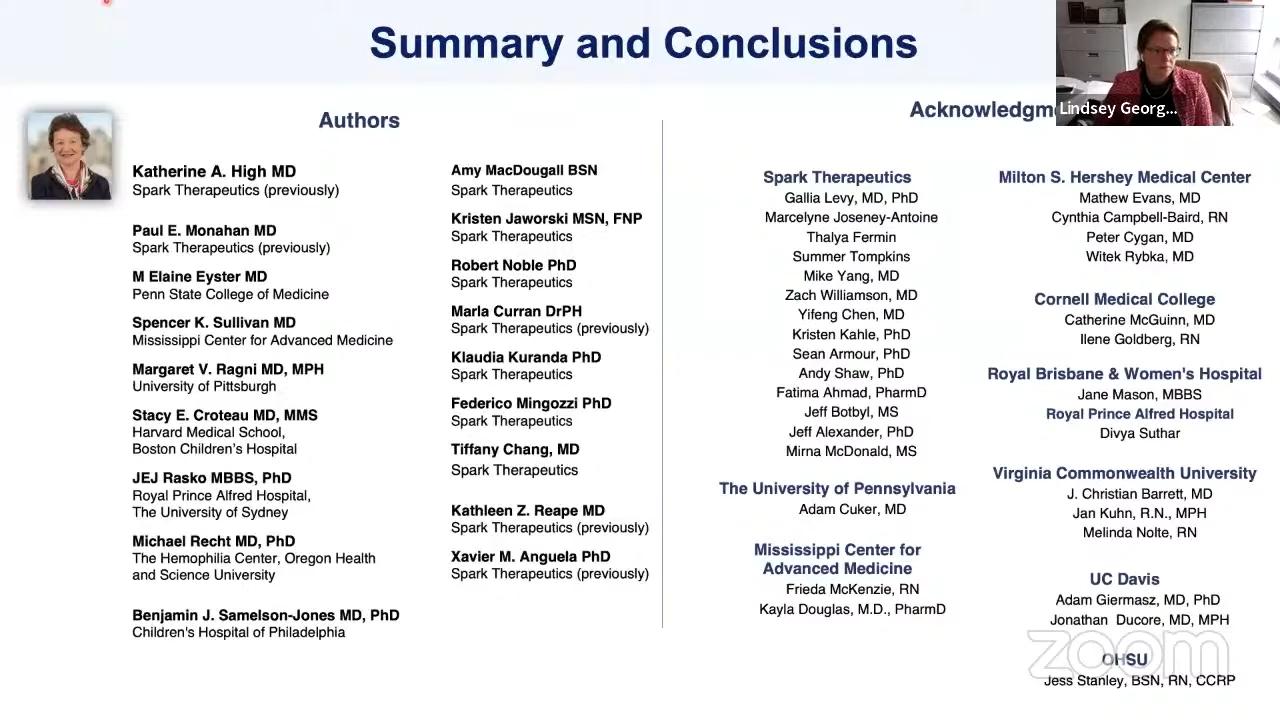 Summary and Conclusions
Authors
Katherine A. High MD
Spark Therapeutics (previously)
Paul E. Monahan MD
Spark Therapeutics (previously)
M Elaine Eyster MD
Penn State College of Medicine
Spencer K. Sullivan MD
Mississippi Center for Advanced Medicine
Margaret V. Ragni MD, MPH
University of Pittsburgh
Stacy E. Croteau MD, MMS
Harvard Medical School,
Boston Children's Hospital
JEJ Rasko MBBS, PhD
Royal Prince Alfred Hospital,
The University of Sydney
Michael Recht MD, PhD
The Hemophilia Center, Oregon Health
and Science University
Benjamin J. Samelson-Jones MD, PhD
Children's Hospital of Philadelphia
Amy MacDougall BSN
Spark Therapeutics
Kristen Jaworski MSN, FNP
Spark Therapeutics
Robert Noble PhD
Spark Therapeutics
Marla Curran DrPH
Spark Therapeutics (previously)
Klaudia Kuranda PhD
Spark Therapeutics
Federico Mingozzi PhD
Spark Therapeutics
Tiffany Chang, MD
Spark Therapeutics
Kathleen Z. Reape MD
Spark Therapeutics (previously)
Xavier M. Anguela PhD
Spark Therapeutics (previously)
Acknowledgm
Lindsey Georg...
Spark Therapeutics
Gallia Levy, MD, PhD
Marcelyne Joseney-Antoine
Thalya Fermin
Summer Tompkins
Mike Yang, MD
Zach Williamson, MD
Yifeng Chen, MD
Kristen Kahle, PhD
Sean Armour, PhD
Andy Shaw, PhD
Fatima Ahmad, PharmD
Jeff Botbyl, MS
Jeff Alexander, PhD
Mirna McDonald, MS
The University of Pennsylvania
Adam Cuker, MD
Mississippi Center for
Advanced Medicine
Frieda McKenzie, RN
Kayla Douglas, M.D., PharmD
Milton S. Hershey Medical Center
Mathew Evans, MD
Cynthia Campbell-Baird, RN
Peter Cygan, MD
Witek Rybka, MD
Cornell Medical College
Catherine McGuinn, MD
Ilene Goldberg, RN
Royal Brisbane & Women's Hospital
Jane Mason, MBBS
Royal Prince Alfred Hospital
Divya Suthar
Virginia Commonwealth University
J. Christian Barrett, MD
Jan Kuhn, R.N., MPH
Melinda Nolte, RN
UC Davis
Adam Giermasz, MD, PhD
Jonathan Ducore, MD, MPH
OHSU
Jess Stanley, BSN, RN, CCRP
zoom